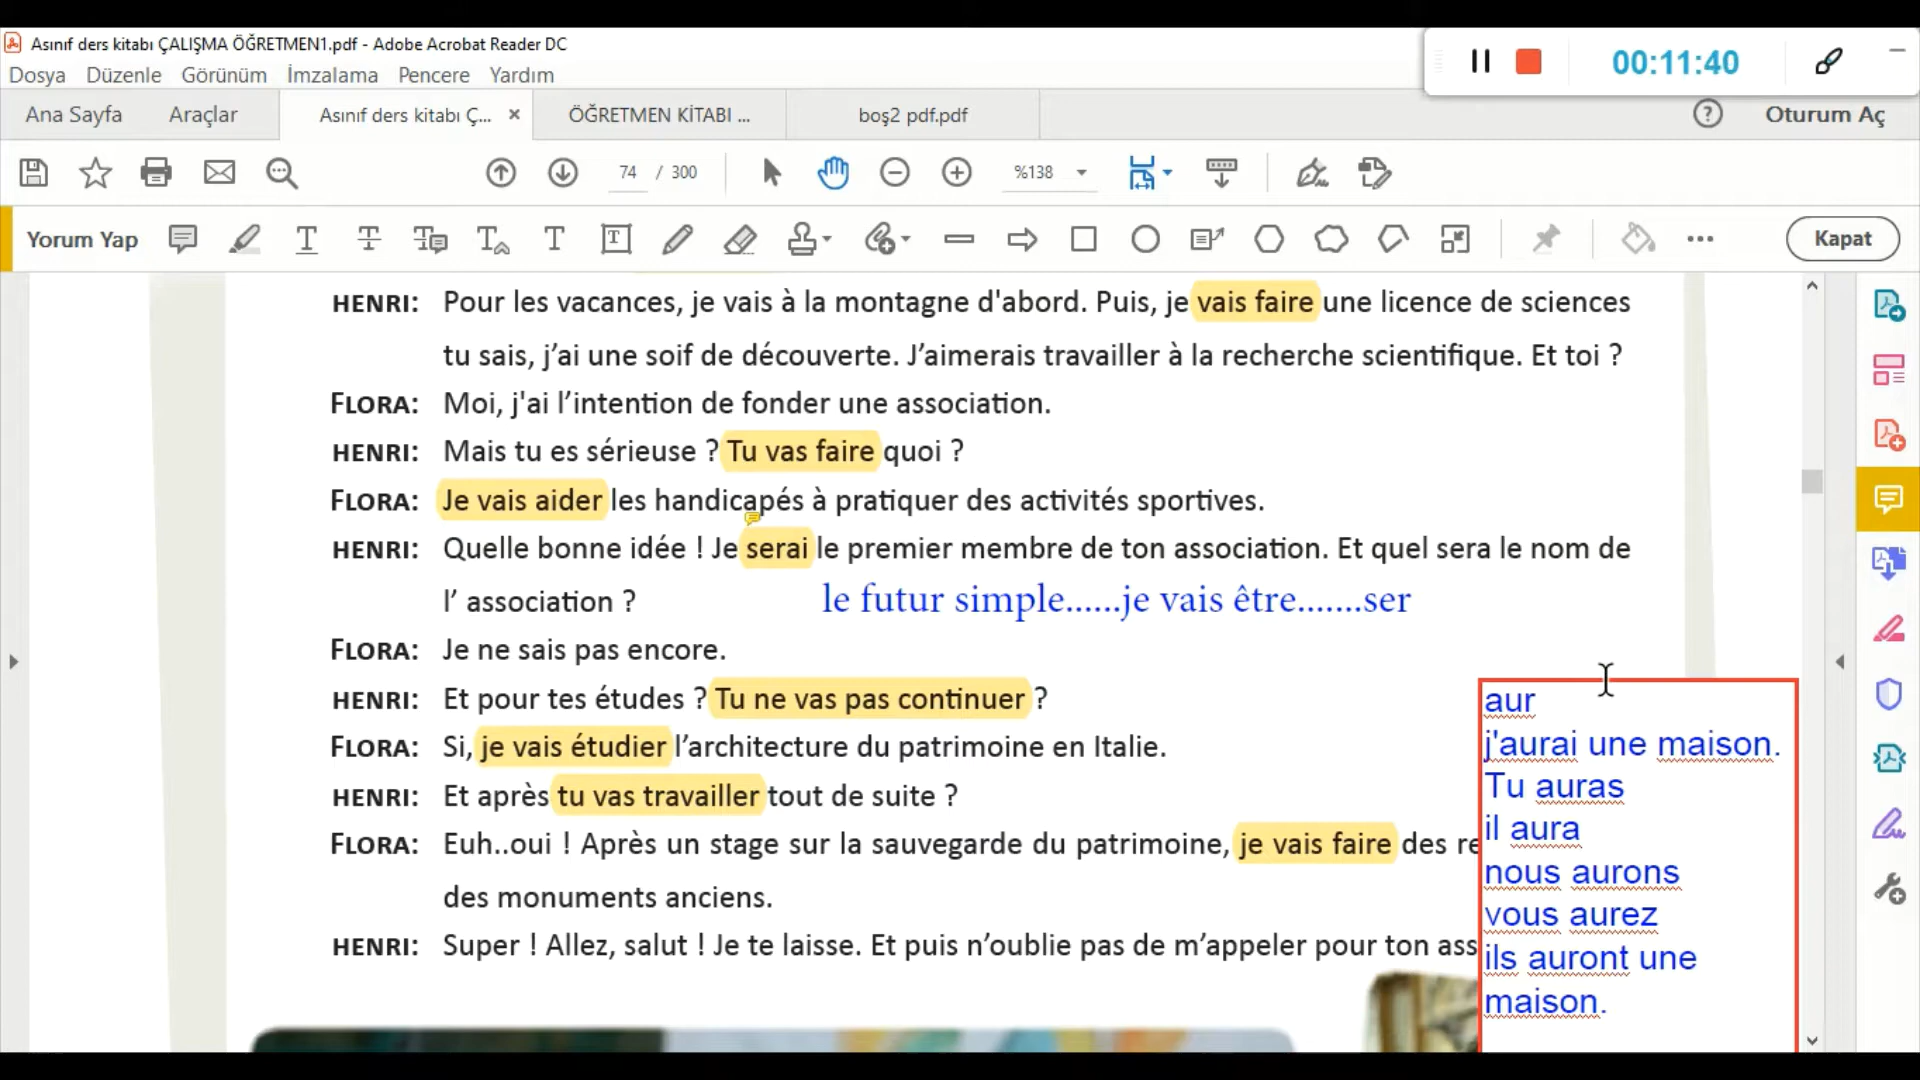 Asınıf ders kitabı ÇALIŞMA ÖĞRETMEN1.pdf - Adobe Acrobat Reader DC
00:11:40
Dosya Düzenle Görünüm İmzalama Pencere Yardım
Ana Sayfa Araçlar Asınıf ders kitabı Ç... × ÖĞRETMEN KİTABI ... boş2 pdf.pdf ? Oturum Aç
74 / 300 %138
Yorum Yap Kapat
HENRI: Pour les vacances, je vais à la montagne d'abord. Puis, je vais faire une licence de sciences
tu sais, j’ai une soif de découverte. J’aimerais travailler à la recherche scientifique. Et toi ?
FLORA: Moi, j'ai l’intention de fonder une association.
HENRI: Mais tu es sérieuse ? Tu vas faire quoi ?
FLORA: Je vais aider les handicapés à pratiquer des activités sportives.
HENRI: Quelle bonne idée ! Je serai le premier membre de ton association. Et quel sera le nom de
l’ association ? le futur simple......je vais être.......ser
FLORA: Je ne sais pas encore.
HENRI: Et pour tes études ? Tu ne vas pas continuer ?
FLORA: Si, je vais étudier l’architecture du patrimoine en Italie.
HENRI: Et après tu vas travailler tout de suite ?
FLORA: Euh..oui ! Après un stage sur la sauvegarde du patrimoine, je vais faire des re
des monuments anciens.
HENRI: Super ! Allez, salut ! Je te laisse. Et puis n’oublie pas de m’appeler pour ton ass
aur
j'aurai une maison.
Tu auras
il aura
nous aurons
vous aurez
ils auront une
maison.